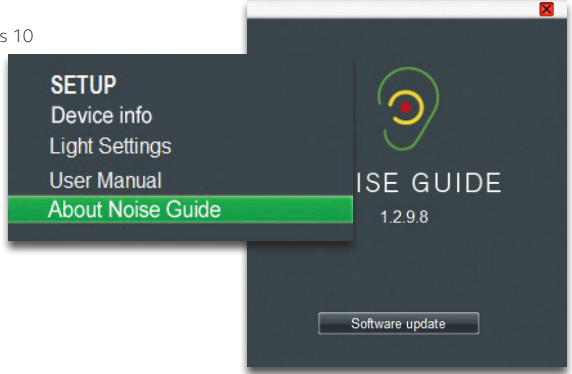 s 10
SETUP
Device info
Light Settings
User Manual
About Noise Guide
ISE GUIDE
1.2.9.8
Software update